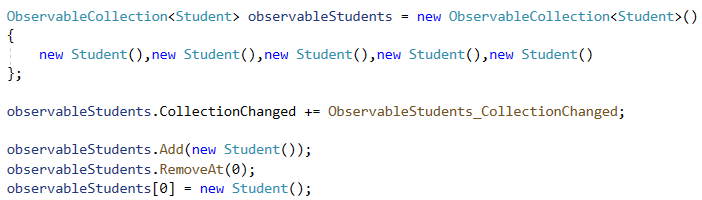 ObservableCollection<Student> observableStudents = new ObservableCollection<Student>()
{
    new Student(),new Student(),new Student(),new Student(),new Student()
};

observableStudents.CollectionChanged += ObservableStudents_CollectionChanged;

observableStudents.Add(new Student());
observableStudents.RemoveAt(0);
observableStudents[0] = new Student();